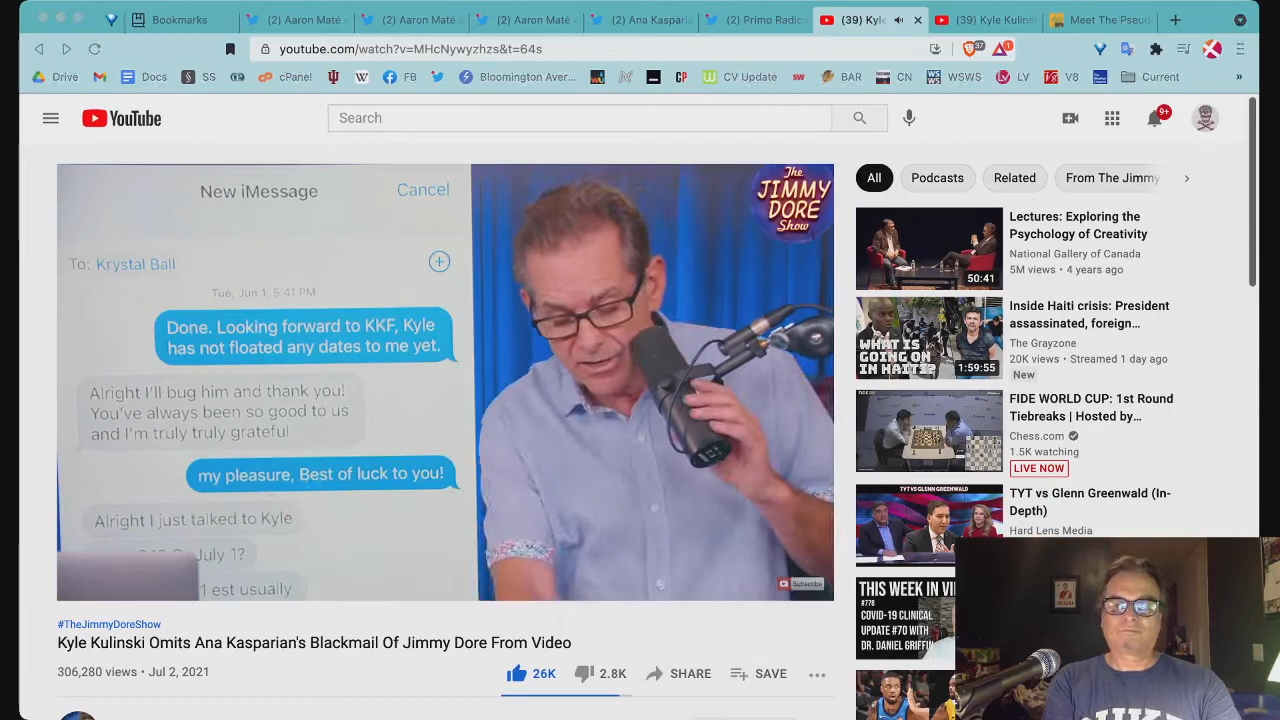 Bookmarks
(2) Aaron Maté
(2) Aaron Maté
(2) Aaron Maté
(2) Ana Kaspari
(2) Primo Radic
(39) Kyle
(39) Kyle Kulins
Meet The Pseud
youtube.com/watch?v=MHcNywyzhzs&t=64s
37
1
Drive
Docs
SS
cPanel
FB
Bloomington Aver...
CV Update
BAR
CN
WSWS
LV
V8
Current
»
YouTube
Search
9+
New iMessage
Cancel
To: Krystal Ball
Tue, Jun 1, 5:41 PM
Done. Looking forward to KKF, Kyle
has not floated any dates to me yet.
Alright I'll bug him and thank you!
You've always been so good to us
and I'm truly truly grateful
my pleasure, Best of luck to you!
Alright I just talked to Kyle
July 1?
1 est usually
The
JIMMY
DORE
Show
Subscribe
#TheJimmyDoreShow
Kyle Kulinski Omits Ana Kasparian's Blackmail Of Jimmy Dore From Video
306,280 views • Jul 2, 2021
26K
2.8K
SHARE
SAVE
All
Podcasts
Related
From The Jimmy
Lectures: Exploring the
Psychology of Creativity
National Gallery of Canada
5M views • 4 years ago
50:41
Inside Haiti crisis: President
assassinated, foreign...
The Grayzone
20K views • Streamed 1 day ago
New
WHAT IS
GOING ON
IN HAITI?
1:59:55
FIDE WORLD CUP: 1st Round
Tiebreaks | Hosted by...
Chess.com
1.5K watching
LIVE NOW
TYT VS GLENN GREENWALD
TYT vs Glenn Greenwald (In-
Depth)
Hard Lens Media
THIS WEEK IN VI
#778
COVID-19 CLINICAL
UPDATE #70 WITH
DR. DANIEL GRIFFIN